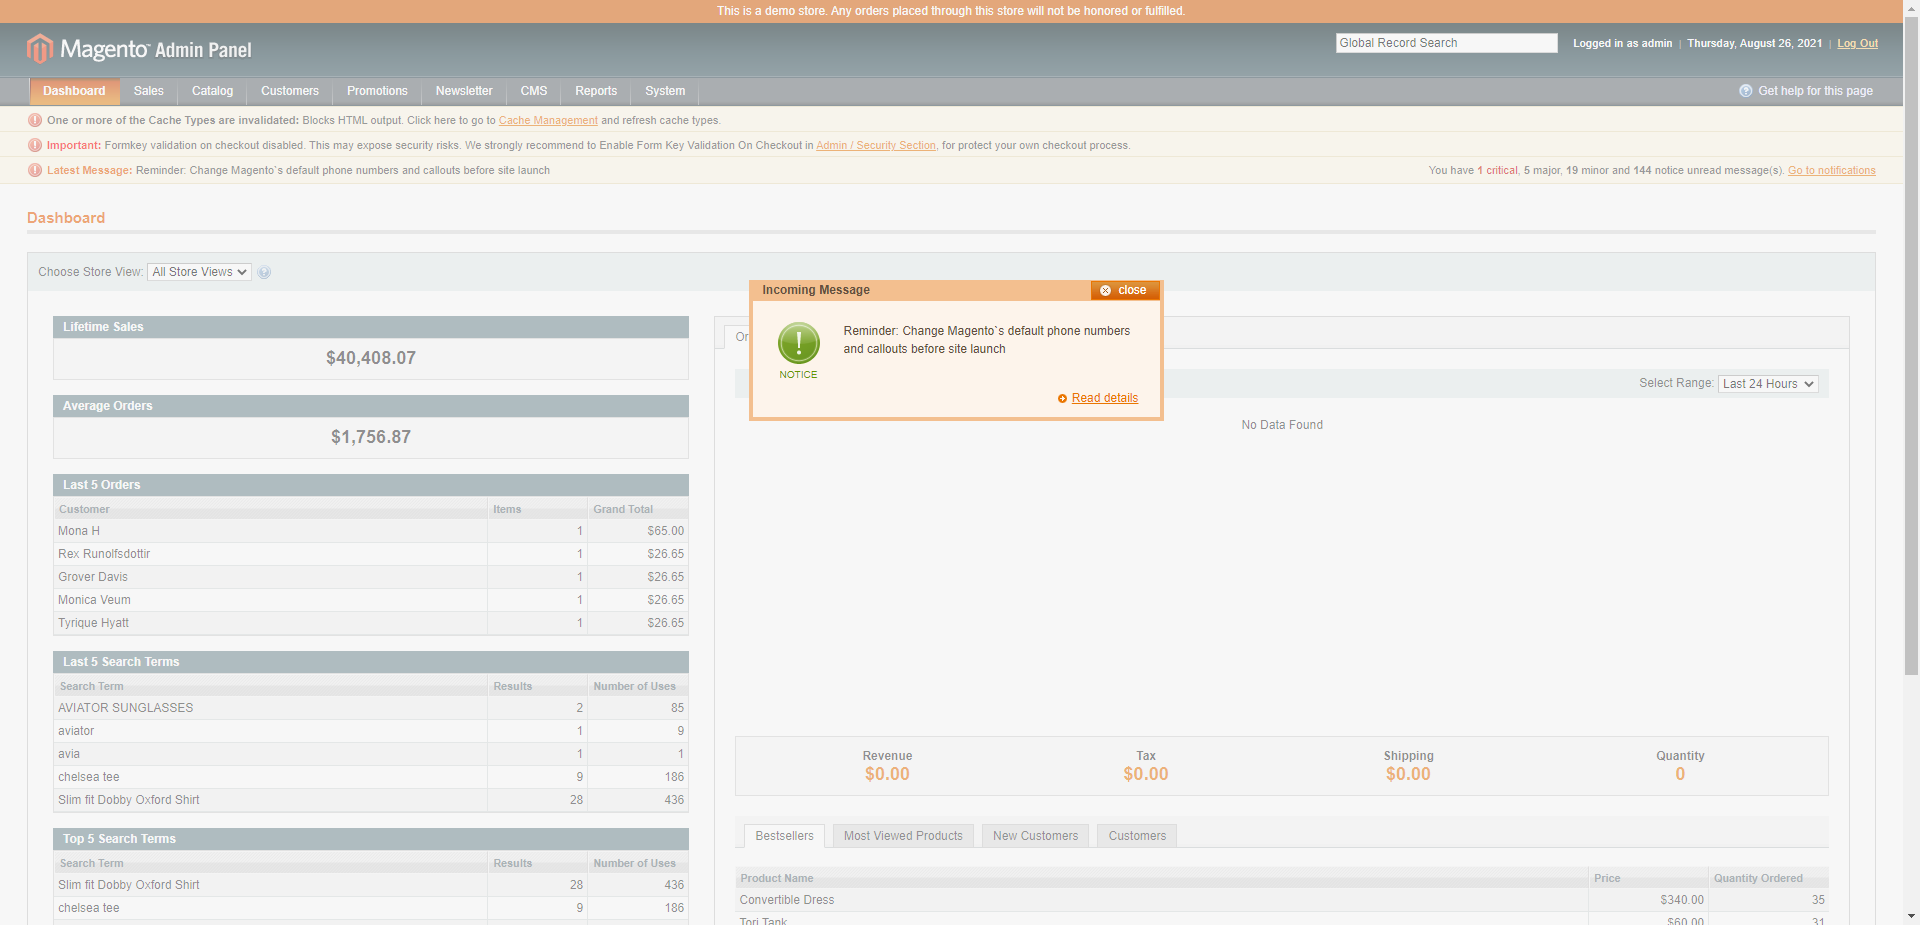 This is a demo store. Any orders placed through this store will not be honored or fulfilled.
Magento Admin Panel
Global Record Search
Logged in as admin | Thursday, August 26, 2021 | Log Out
Dashboard Sales Catalog Customers Promotions Newsletter CMS Reports System
Get help for this page
One or more of the Cache Types are invalidated: Blocks HTML output. Click here to go to Cache Management and refresh cache types.
Important: Formkey validation on checkout disabled. This may expose security risks. We strongly recommend to Enable Form Key Validation On Checkout in Admin / Security Section, for protect your own checkout process.
Latest Message: Reminder: Change Magento`s default phone numbers and callouts before site launch
You have 1 critical, 5 major, 19 minor and 144 notice unread message(s). Go to notifications
Dashboard
Choose Store View: All Store Views
Incoming Message
close
Reminder: Change Magento`s default phone numbers
and callouts before site launch
NOTICE
Read details
Lifetime Sales
$40,408.07
Average Orders
$1,756.87
Last 5 Orders
Customer Items Grand Total
Mona H 1 $65.00
Rex Runolfsdottir 1 $26.65
Grover Davis 1 $26.65
Monica Veum 1 $26.65
Tyrique Hyatt 1 $26.65
Last 5 Search Terms
Search Term Results Number of Uses
AVIATOR SUNGLASSES 2 85
aviator 1 9
avia 1 1
chelsea tee 9 186
Slim fit Dobby Oxford Shirt 28 436
Top 5 Search Terms
Search Term Results Number of Uses
Slim fit Dobby Oxford Shirt 28 436
chelsea tee 9 186
Or
Select Range: Last 24 Hours
No Data Found
Revenue Tax Shipping Quantity
$0.00 $0.00 $0.00 0
Bestsellers Most Viewed Products New Customers Customers
Product Name Price Quantity Ordered
Convertible Dress $340.00 35
Tori Tank $60.00 31